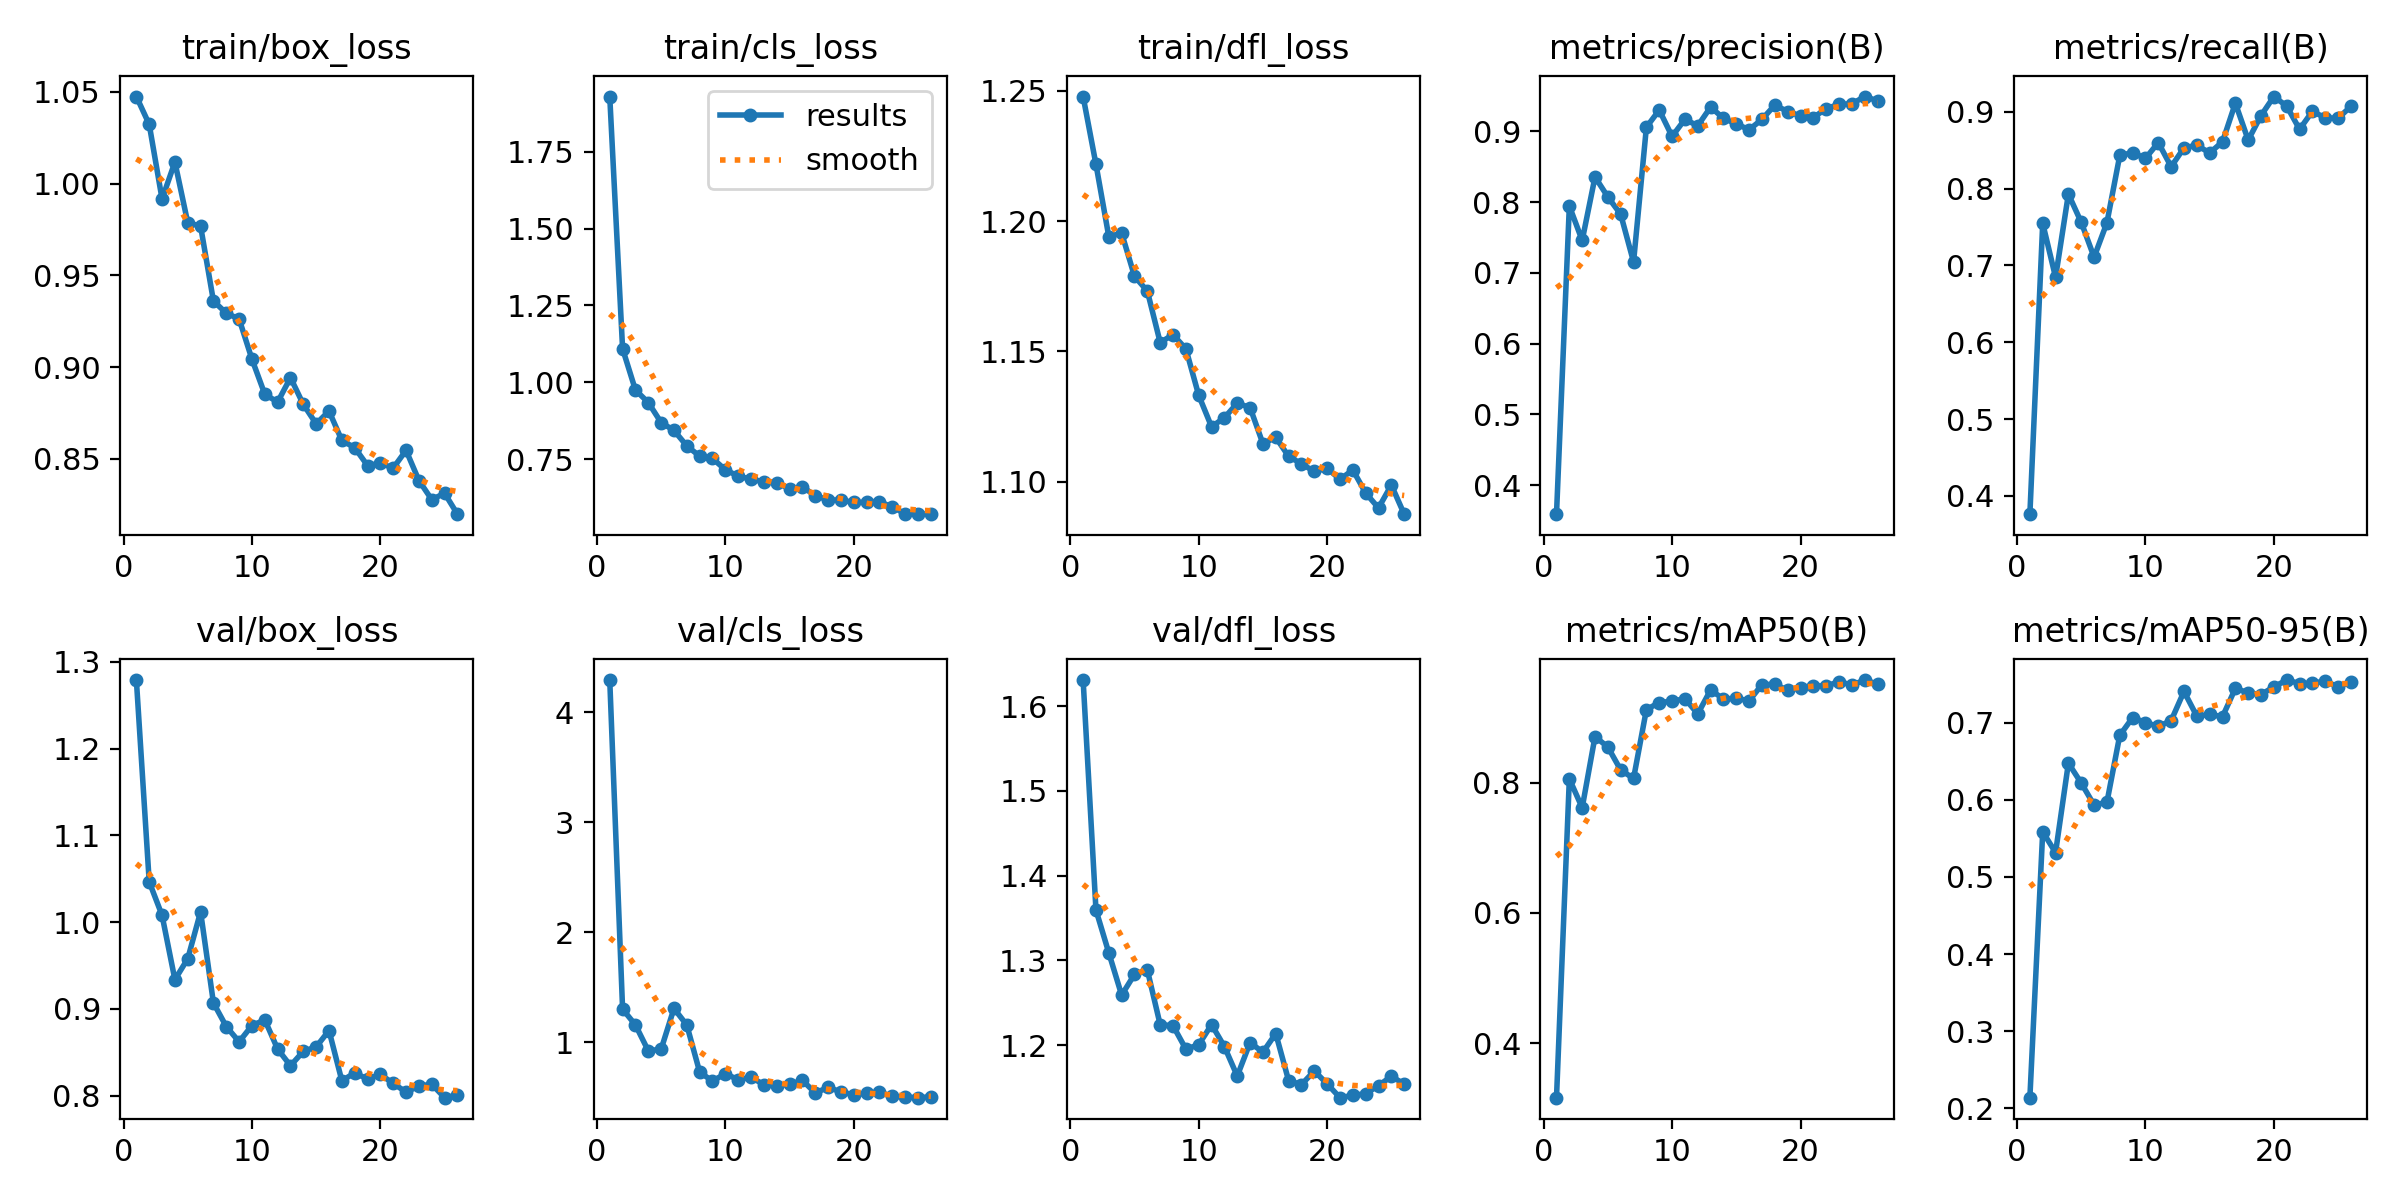 train/box_loss
1.05
1.00
0.95
0.90
0.85
0 10 20
train/cls_loss
results
smooth
1.75
1.50
1.25
1.00
0.75
0 10 20
train/dfl_loss
1.25
1.20
1.15
1.10
0 10 20
metrics/precision(B)
0.9
0.8
0.7
0.6
0.5
0.4
0 10 20
metrics/recall(B)
0.9
0.8
0.7
0.6
0.5
0.4
0 10 20
val/box_loss
1.3
1.2
1.1
1.0
0.9
0.8
0 10 20
val/cls_loss
4
3
2
1
0 10 20
val/dfl_loss
1.6
1.5
1.4
1.3
1.2
0 10 20
metrics/mAP50(B)
0.8
0.6
0.4
0 10 20
metrics/mAP50-95(B)
0.7
0.6
0.5
0.4
0.3
0.2
0 10 20